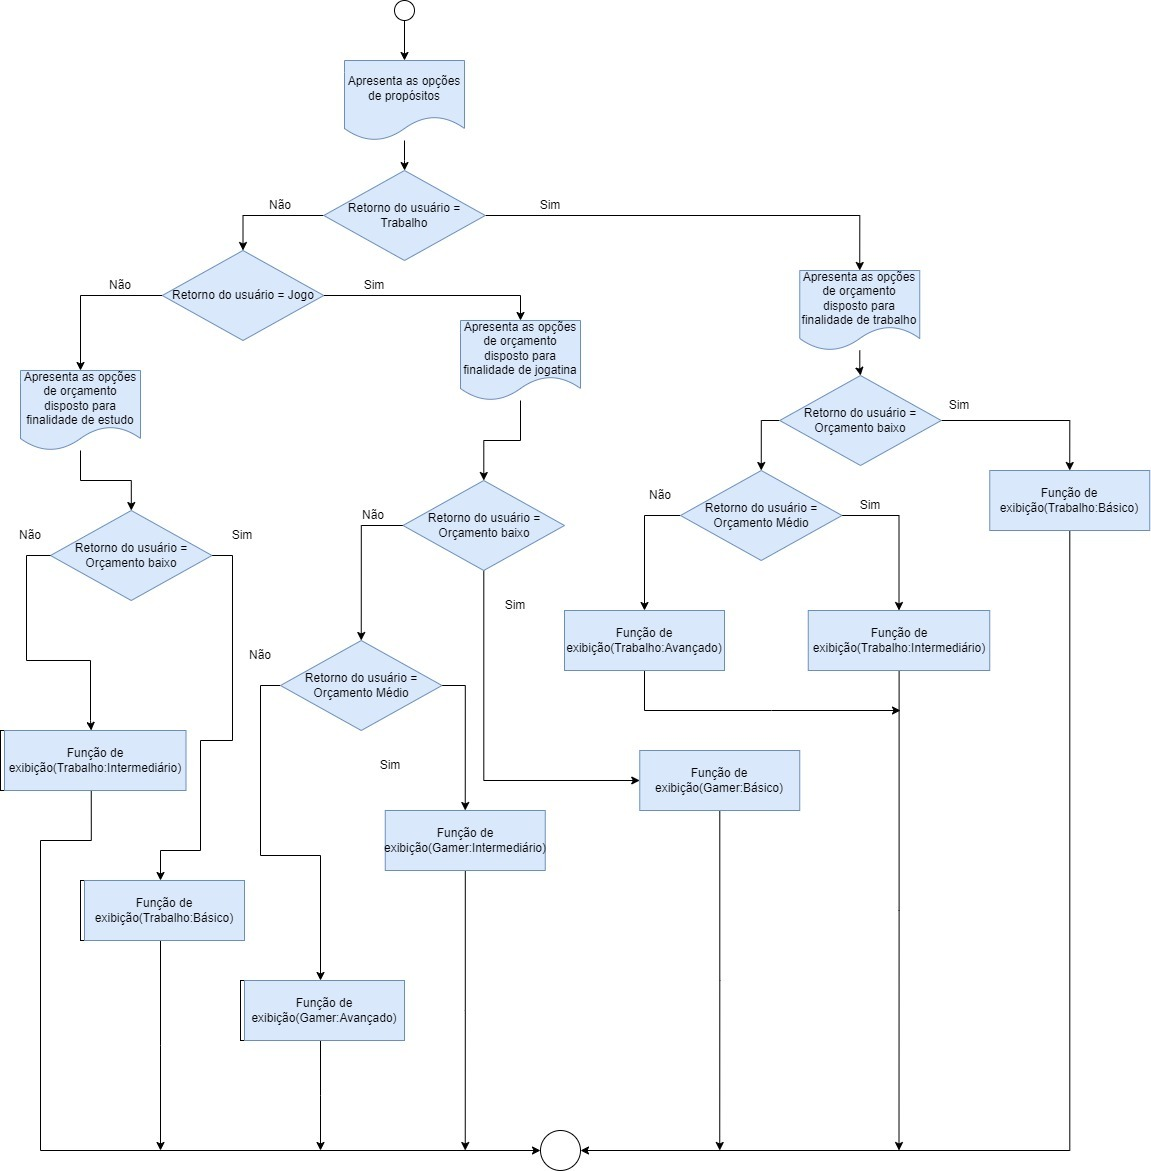 Apresenta as opções
de propósitos
Retorno do usuário =
Trabalho
Não
Sim
Retorno do usuário = Jogo
Não
Sim
Apresenta as opções
de orçamento
disposto para
finalidade de trabalho
Apresenta as opções
de orçamento
disposto para
finalidade de jogatina
Apresenta as opções
de orçamento
disposto para
finalidade de estudo
Retorno do usuário =
Orçamento baixo
Sim
Função de
exibição(Trabalho:Básico)
Não
Retorno do usuário =
Orçamento Médio
Sim
Não
Retorno do usuário =
Orçamento baixo
Não
Retorno do usuário =
Orçamento baixo
Sim
Sim
Função de
exibição(Trabalho:Avançado)
Função de
exibição(Trabalho:Intermediário)
Não
Retorno do usuário =
Orçamento Médio
Sim
Função de
exibição(Trabalho:Intermediário)
Função de
exibição(Gamer:Básico)
Função de
exibição(Gamer:Intermediário)
Função de
exibição(Trabalho:Básico)
Função de
exibição(Gamer:Avançado)